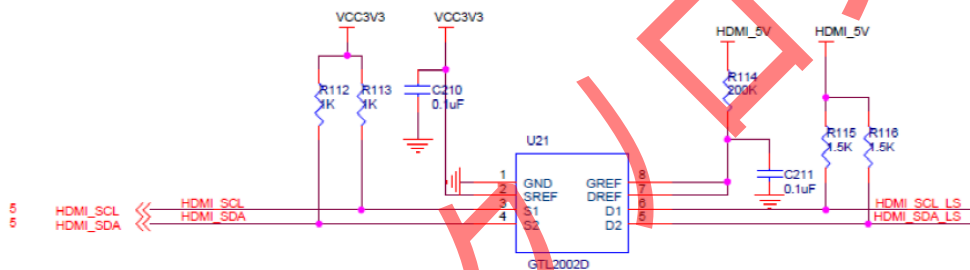 VCC3V3 VCC3V3 HDMI_5V HDMI_5V
R112 R113 C210 R114
1K 1K 0.1uF 200K
R115 R116
1.5K 1.5K
U21
C211
0.1uF
1 GND GREF 8
2 SREF DREF 7
5 HDMI_SCL HDMI_SCL 3 S1 D1 6 HDMI_SCL_LS
5 HDMI_SDA HDMI_SDA 4 S2 D2 5 HDMI_SDA_LS
GTL2002D